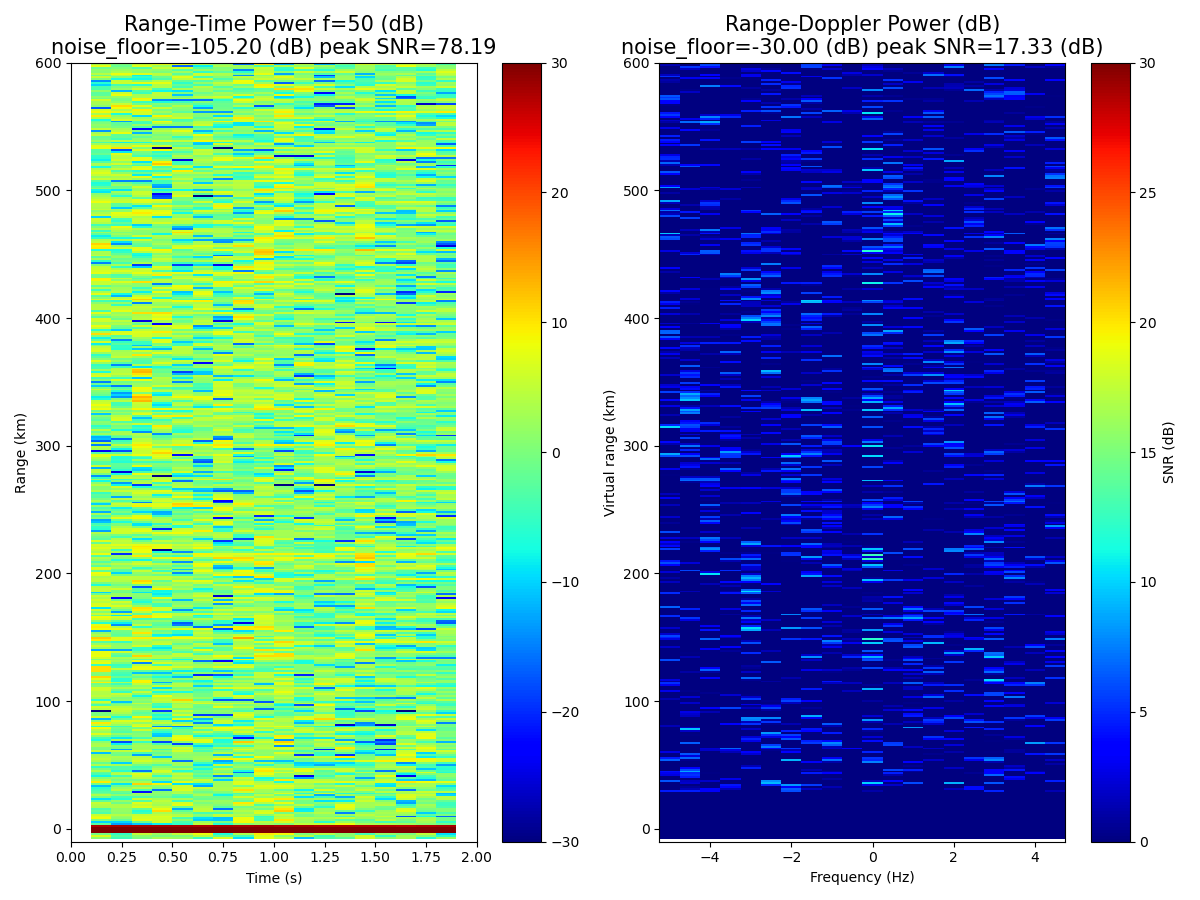 Range-Time Power f=50 (dB)
noise_floor=-105.20 (dB) peak SNR=78.19
600
500
400
300
200
100
0
Range (km)
0.00 0.25 0.50 0.75 1.00 1.25 1.50 1.75 2.00
Time (s)
30
20
10
0
−10
−20
−30
Range-Doppler Power (dB)
noise_floor=-30.00 (dB) peak SNR=17.33 (dB)
600
500
400
300
200
100
0
Virtual range (km)
−4 −2 0 2 4
Frequency (Hz)
30
25
20
15
10
5
0
SNR (dB)